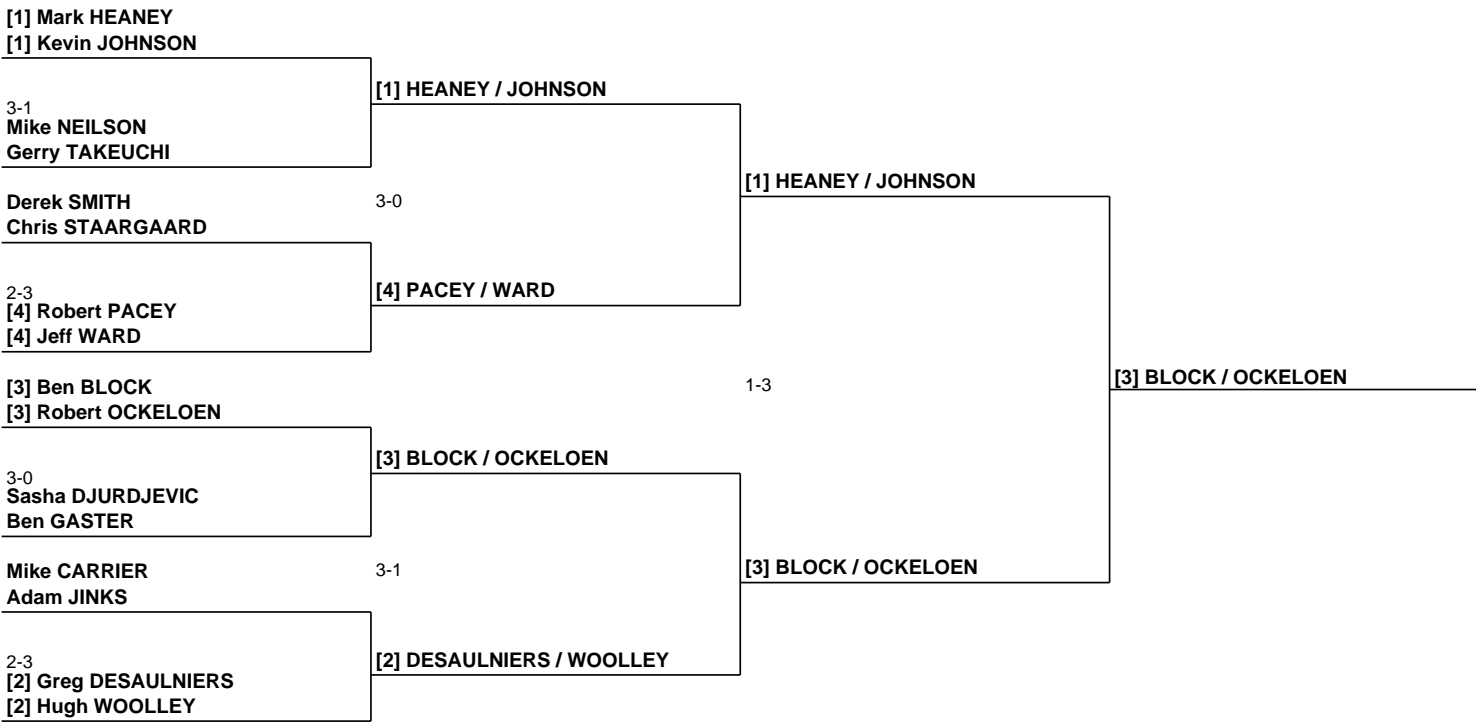 [1] Mark HEANEY
[1] Kevin JOHNSON
[1] HEANEY / JOHNSON
3-1
Mike NEILSON
Gerry TAKEUCHI
[1] HEANEY / JOHNSON
Derek SMITH
3-0
Chris STAARGAARD
2-3
[4] PACEY / WARD
[4] Robert PACEY
[4] Jeff WARD
[3] BLOCK / OCKELOEN
[3] Ben BLOCK
1-3
[3] Robert OCKELOEN
[3] BLOCK / OCKELOEN
3-0
Sasha DJURDJEVIC
Ben GASTER
[3] BLOCK / OCKELOEN
Mike CARRIER
3-1
Adam JINKS
2-3
[2] DESAULNIERS / WOOLLEY
[2] Greg DESAULNIERS
[2] Hugh WOOLLEY